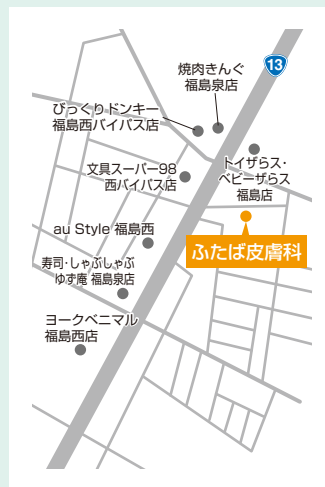 13
焼肉きんぐ
福島泉店
びっくりドンキー
福島西バイパス店
トイザらス・
ベビーザらス
福島店
文具スーパー98
西バイパス店
ふたば皮膚科
au Style 福島西
寿司・しゃぶしゃぶ
ゆず庵 福島泉店
ヨークベニマル
福島西店